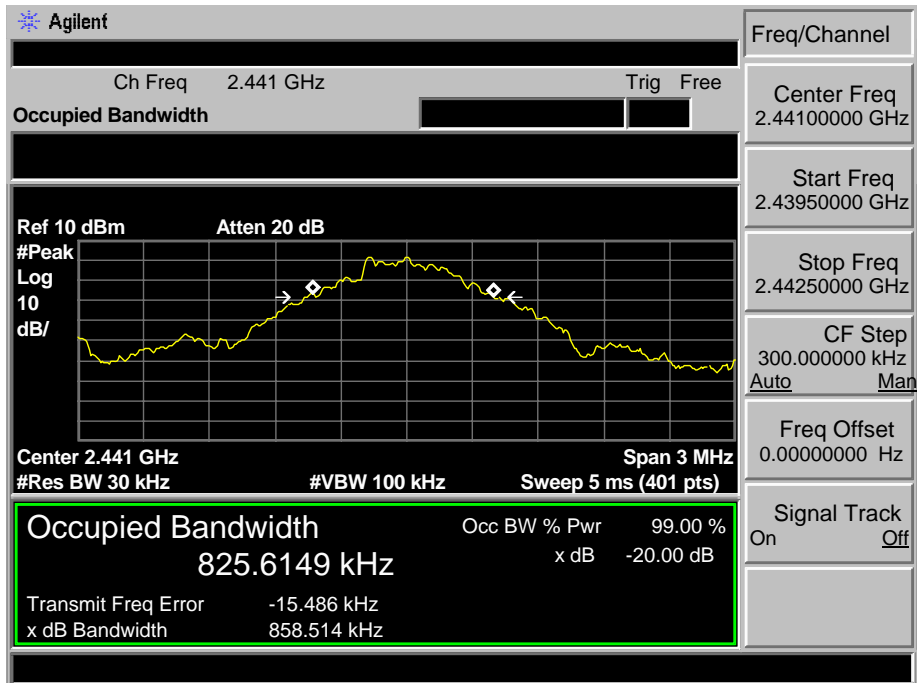 Agilent
Freq/Channel
Ch Freq 2.441 GHz Trig Free
Occupied Bandwidth
Center Freq
2.44100000 GHz
Start Freq
2.43950000 GHz
Stop Freq
2.44250000 GHz
CF Step
300.000000 kHz
Auto Man
Freq Offset
0.00000000 Hz
Signal Track
On Off
Ref 10 dBm Atten 20 dB
#Peak
Log
10
dB/
Center 2.441 GHz Span 3 MHz
#Res BW 30 kHz #VBW 100 kHz Sweep 5 ms (401 pts)
Occupied Bandwidth Occ BW % Pwr 99.00 %
825.6149 kHz x dB -20.00 dB
Transmit Freq Error -15.486 kHz
x dB Bandwidth 858.514 kHz